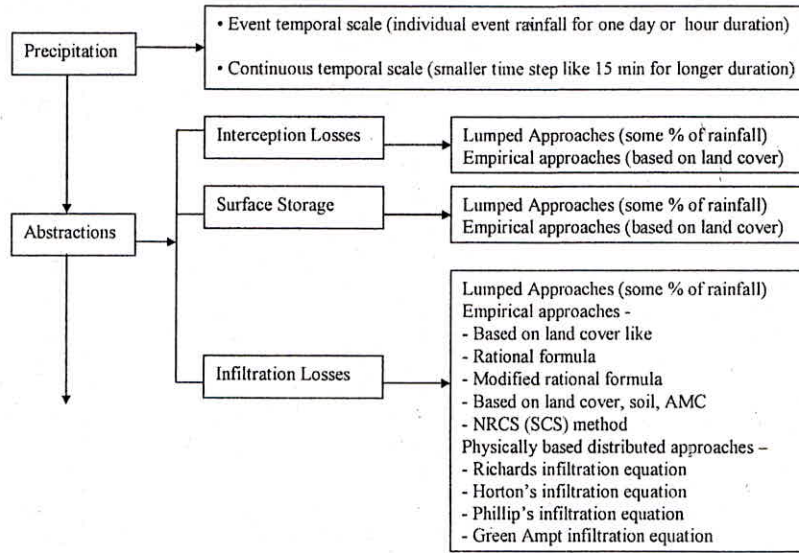 Precipitation
• Event temporal scale (individual event rainfall for one day or hour duration)
• Continuous temporal scale (smaller time step like 15 min for longer duration)
Abstractions
Interception Losses
Lumped Approaches (some % of rainfall)
Empirical approaches (based on land cover)
Surface Storage
Lumped Approaches (some % of rainfall)
Empirical approaches (based on land cover)
Infiltration Losses
Lumped Approaches (some % of rainfall)
Empirical approaches -
- Based on land cover like
- Rational formula
- Modified rational formula
- Based on land cover, soil, AMC
- NRCS (SCS) method
Physically based distributed approaches –
- Richards infiltration equation
- Horton's infiltration equation
- Phillip's infiltration equation
- Green Ampt infiltration equation